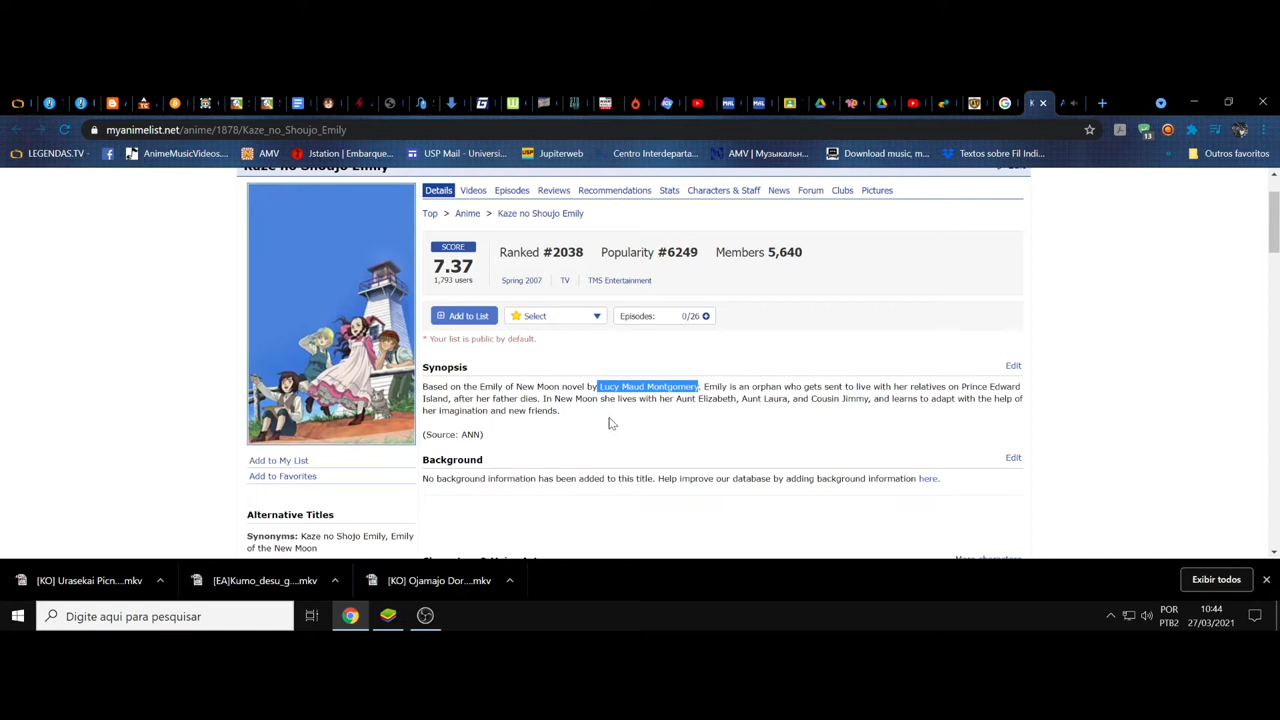 myanimelist.net/anime/1878/Kaze_no_Shoujo_Emily
13
LEGENDAS.TV -
AnimeMusicVideos....
AMV
Jstation | Embarque...
USP Mail - Universi...
Jupiterweb
Centro Interdeparta...
AMV | Музыкальн...
Download music, m...
Textos sobre Fil Indi...
»
Outros favoritos
Kaze no Shoujo Emily
Edit
Details Videos Episodes Reviews Recommendations Stats Characters & Staff News Forum Clubs Pictures
Top > Anime > Kaze no Shoujo Emily
SCORE
7.37
1,793 users
Ranked #2038 Popularity #6249 Members 5,640
Spring 2007 TV TMS Entertainment
Add to List Select Episodes: 0/26
* Your list is public by default.
Synopsis Edit
Based on the Emily of New Moon novel by Lucy Maud Montgomery. Emily is an orphan who gets sent to live with her relatives on Prince Edward
Island, after her father dies. In New Moon she lives with her Aunt Elizabeth, Aunt Laura, and Cousin Jimmy, and learns to adapt with the help of
her imagination and new friends.
(Source: ANN)
Background Edit
No background information has been added to this title. Help improve our database by adding background information here.
Add to My List
Add to Favorites
Alternative Titles
Synonyms: Kaze no Shojo Emily, Emily
of the New Moon
More characters
[KO] Urasekai Picn....mkv
[EA]Kumo_desu_g....mkv
[KO] Ojamajo Dor....mkv
Exibir todos
Digite aqui para pesquisar
POR
PTB2
10:44
27/03/2021